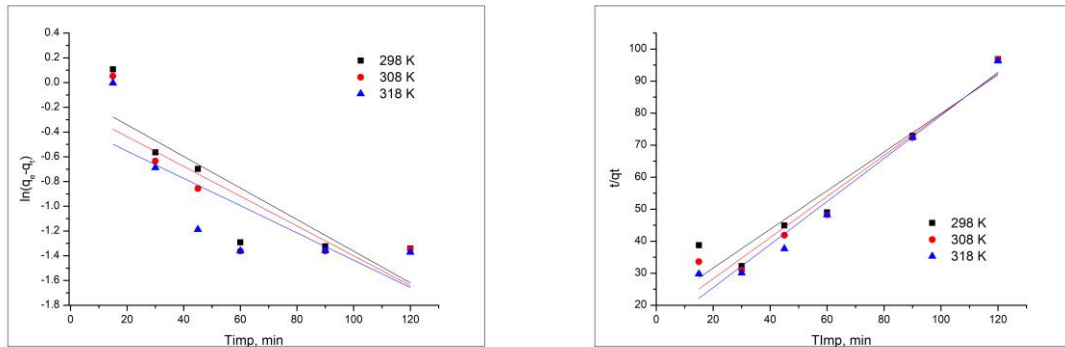 0.4
0.2
0.0
-0.2
-0.4
-0.6
-0.8
-1.0
-1.2
-1.4
-1.6
-1.8
ln(qe-qt)
298 K
308 K
318 K
0 20 40 60 80 100 120
Timp, min
100
90
80
70
60
50
40
30
20
t/qt
298 K
308 K
318 K
0 20 40 60 80 100 120
TImp, min